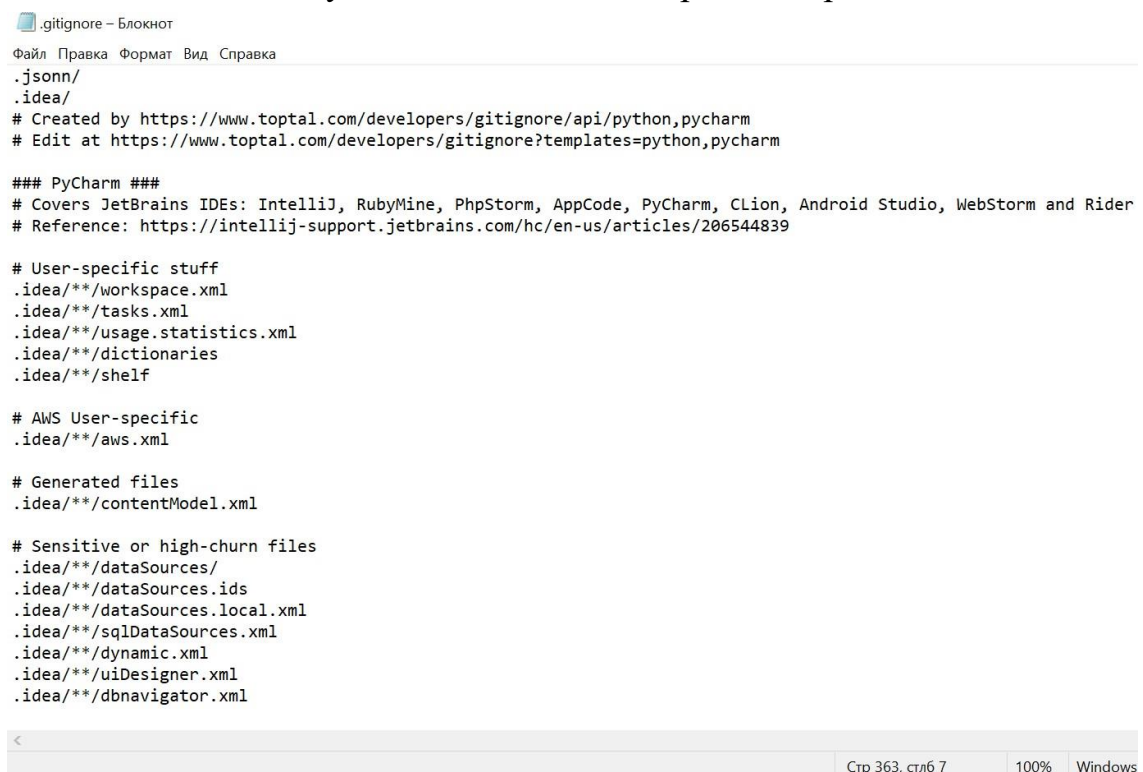 .gitignore – Блокнот
Файл Правка Формат Вид Справка
.jsonn/
.idea/
# Created by https://www.toptal.com/developers/gitignore/api/python,pycharm
# Edit at https://www.toptal.com/developers/gitignore?templates=python,pycharm

### PyCharm ###
# Covers JetBrains IDEs: IntelliJ, RubyMine, PhpStorm, AppCode, PyCharm, CLion, Android Studio, WebStorm and Rider
# Reference: https://intellij-support.jetbrains.com/hc/en-us/articles/206544839

# User-specific stuff
.idea/**/workspace.xml
.idea/**/tasks.xml
.idea/**/usage.statistics.xml
.idea/**/dictionaries
.idea/**/shelf

# AWS User-specific
.idea/**/aws.xml

# Generated files
.idea/**/contentModel.xml

# Sensitive or high-churn files
.idea/**/dataSources/
.idea/**/dataSources.ids
.idea/**/dataSources.local.xml
.idea/**/sqlDataSources.xml
.idea/**/dynamic.xml
.idea/**/uiDesigner.xml
.idea/**/dbnavigator.xml
Стр 363, стлб 7 100% Windows